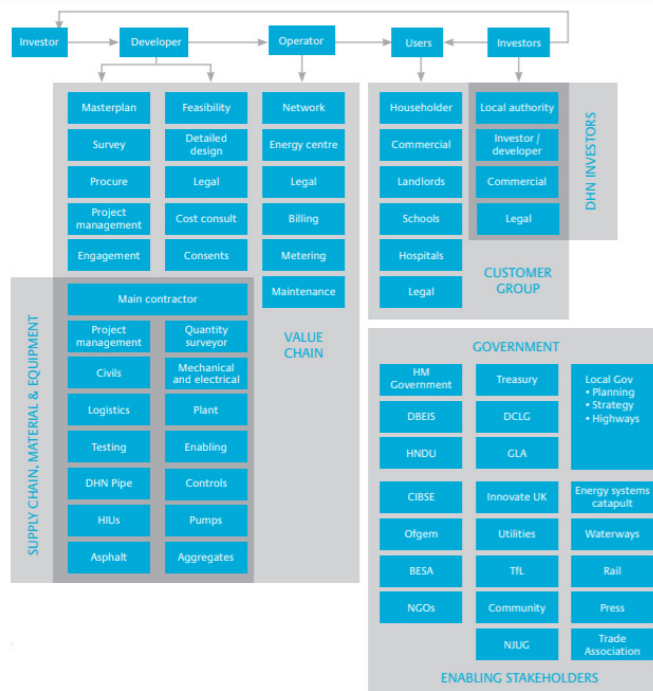 Investor
Developer
Operator
Users
Investors
Masterplan
Feasibility
Network
Householder
Local authority
Survey
Detailed
design
Energy centre
Commercial
Investor /
developer
Procure
Legal
Legal
Landlords
Commercial
Project
management
Cost consult
Billing
Schools
Legal
Engagement
Consents
Metering
Hospitals
Maintenance
Legal
DHN INVESTORS
CUSTOMER
GROUP
Main contractor
Project
management
Quantity
surveyor
Civils
Mechanical
and electrical
Logistics
Plant
Testing
Enabling
DHN Pipe
Controls
HIUs
Pumps
Asphalt
Aggregates
VALUE
CHAIN
SUPPLY CHAIN, MATERIAL & EQUIPMENT
GOVERNMENT
HM
Government
Treasury
Local Gov
• Planning
• Strategy
• Highways
DBEIS
DCLG
HNDU
GLA
CIBSE
Innovate UK
Energy systems
catapult
Ofgem
Utilities
Waterways
BESA
TfL
Rail
NGOs
Community
Press
NJUG
Trade
Association
ENABLING STAKEHOLDERS